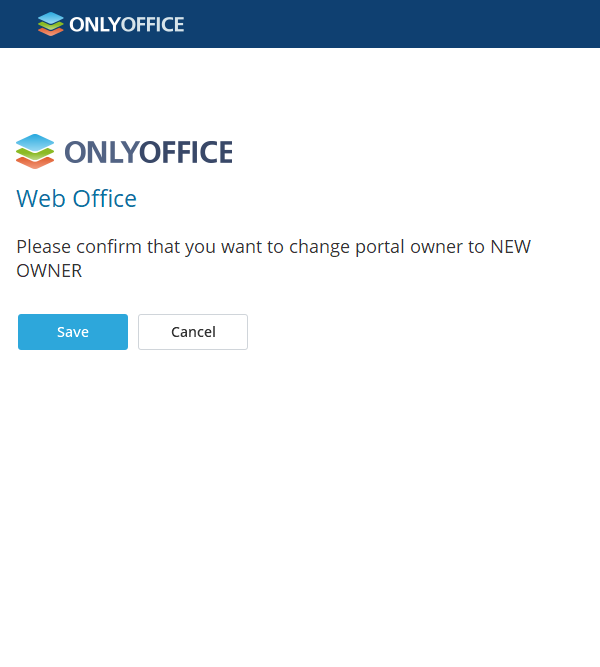 ONLYOFFICE
ONLYOFFICE
Web Office
Please confirm that you want to change portal owner to NEW
OWNER
Save
Cancel